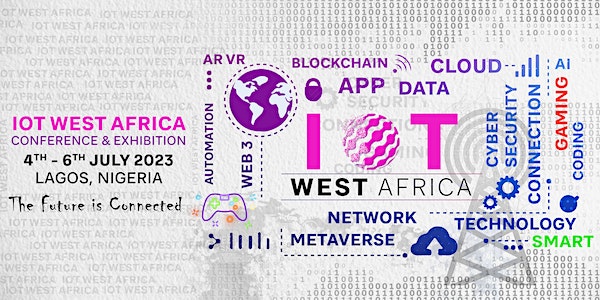 IOT WEST AFRICA
CONFERENCE & EXHIBITION
4TH - 6TH JULY 2023
LAGOS, NIGERIA
The Future is Connected
AR VR
BLOCKCHAIN
CLOUD
AI
APP
DATA
AUTOMATION
WEB 3
IOT
WEST AFRICA
CYBER
SECURITY
CONNECTION
GAMING
CODING
NETWORK
METAVERSE
TECHNOLOGY
SMART